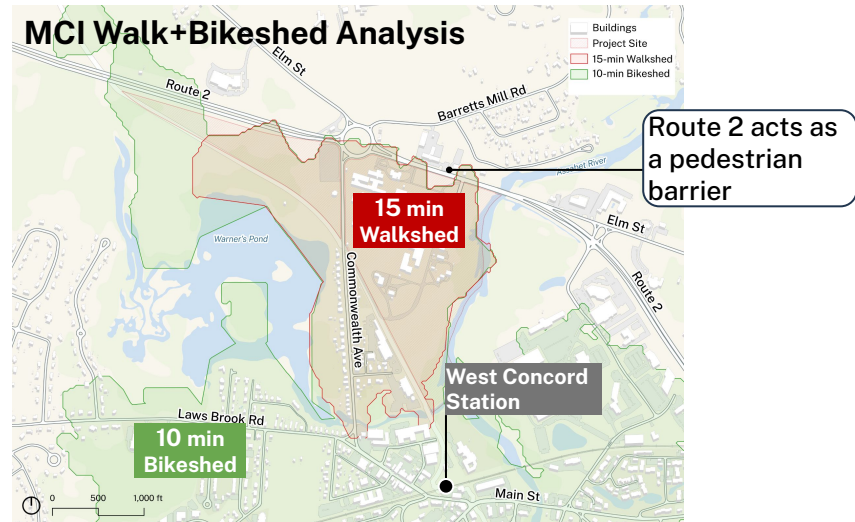 MCI Walk+Bikeshed Analysis
Buildings
Project Site
15-min Walkshed
10-min Bikeshed
Elm St
Route 2
Barretts Mill Rd
Route 2 acts as
a pedestrian
barrier
Assabet River
15 min
Walkshed
Elm St
Warner's Pond
Commonwealth Ave
Route 2
West Concord
Station
Laws Brook Rd
10 min
Bikeshed
Main St
0 500 1,000 ft